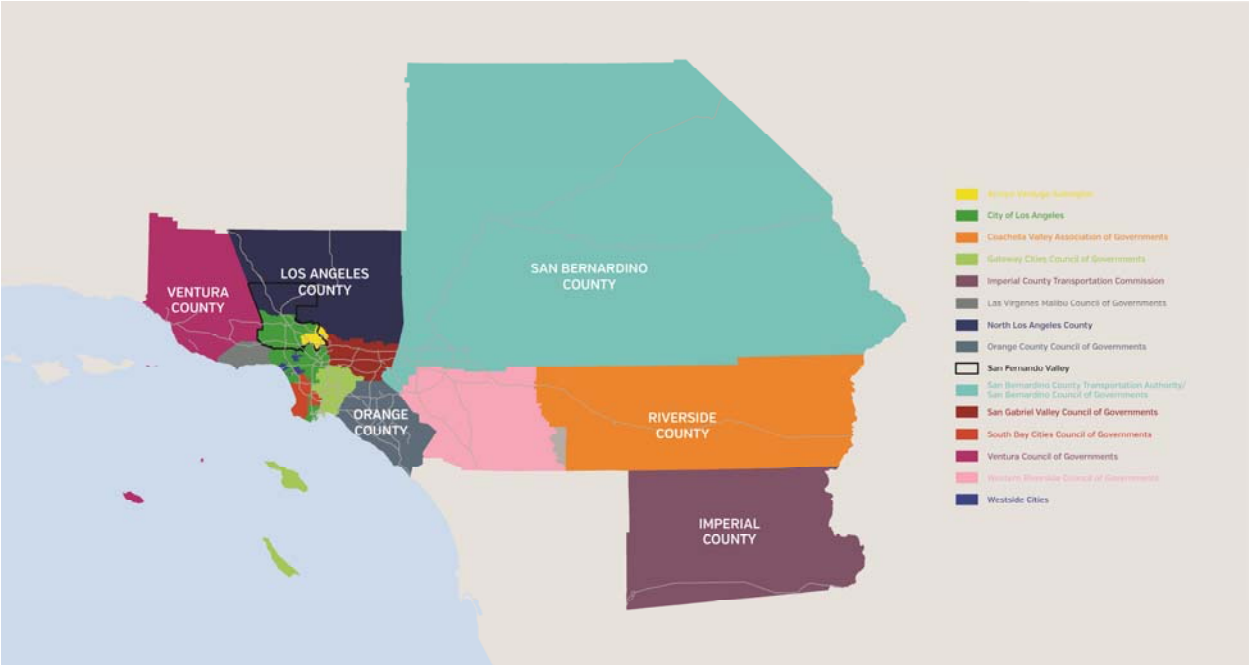 SAN BERNARDINO
COUNTY
LOS ANGELES
COUNTY
VENTURA
COUNTY
ORANGE
COUNTY
RIVERSIDE
COUNTY
IMPERIAL
COUNTY
Arroyo Verdugo
City of Los Angeles
Coachella Valley Association of Governments
Gateway Cities Council of Governments
Imperial County Transportation Commission
Las Virgenes Malibu Council of Governments
North Los Angeles County
Orange County Council of Governments
San Fernando Valley
San Bernardino County Transportation Authority/
San Bernardino Council of Governments
San Gabriel Valley Council of Governments
South Bay Cities Council of Governments
Ventura Council of Governments
Western Riverside Council of Governments
Westside Cities